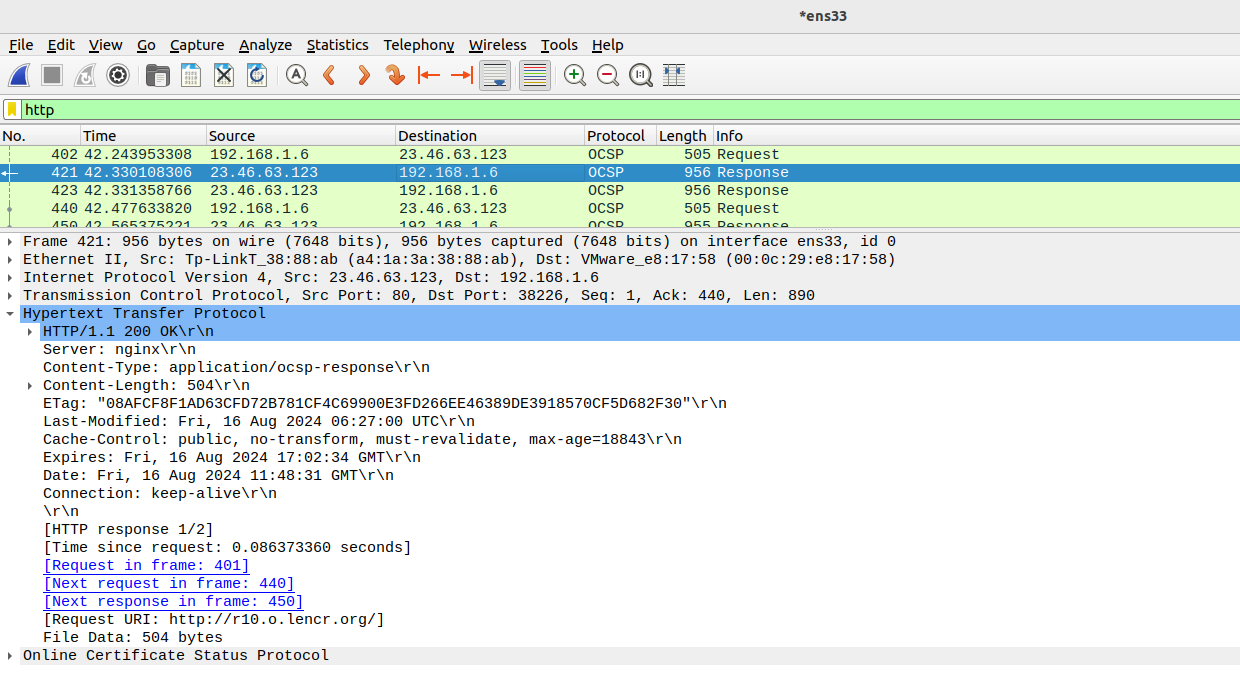 *ens33
File Edit View Go Capture Analyze Statistics Telephony Wireless Tools Help
http
No. Time Source Destination Protocol Length Info
402 42.243953308 192.168.1.6 23.46.63.123 OCSP 505 Request
421 42.330108306 23.46.63.123 192.168.1.6 OCSP 956 Response
423 42.331358766 23.46.63.123 192.168.1.6 OCSP 956 Response
440 42.477633820 192.168.1.6 23.46.63.123 OCSP 505 Request
450 42.565375221 23.46.63.123 192.168.1.6 OCSP 955 Response
Frame 421: 956 bytes on wire (7648 bits), 956 bytes captured (7648 bits) on interface ens33, id 0
Ethernet II, Src: Tp-LinkT_38:88:ab (a4:1a:3a:38:88:ab), Dst: VMware_e8:17:58 (00:0c:29:e8:17:58)
Internet Protocol Version 4, Src: 23.46.63.123, Dst: 192.168.1.6
Transmission Control Protocol, Src Port: 80, Dst Port: 38226, Seq: 1, Ack: 440, Len: 890
Hypertext Transfer Protocol
HTTP/1.1 200 OK\r\n
Server: nginx\r\n
Content-Type: application/ocsp-response\r\n
Content-Length: 504\r\n
ETag: "08AFCF8F1AD63CFD72B781CF4C69900E3FD266EE46389DE3918570CF5D682F30"\r\n
Last-Modified: Fri, 16 Aug 2024 06:27:00 UTC\r\n
Cache-Control: public, no-transform, must-revalidate, max-age=18843\r\n
Expires: Fri, 16 Aug 2024 17:02:34 GMT\r\n
Date: Fri, 16 Aug 2024 11:48:31 GMT\r\n
Connection: keep-alive\r\n
\r\n
[HTTP response 1/2]
[Time since request: 0.086373360 seconds]
[Request in frame: 401]
[Next request in frame: 440]
[Next response in frame: 450]
[Request URI: http://r10.o.lencr.org/]
File Data: 504 bytes
Online Certificate Status Protocol